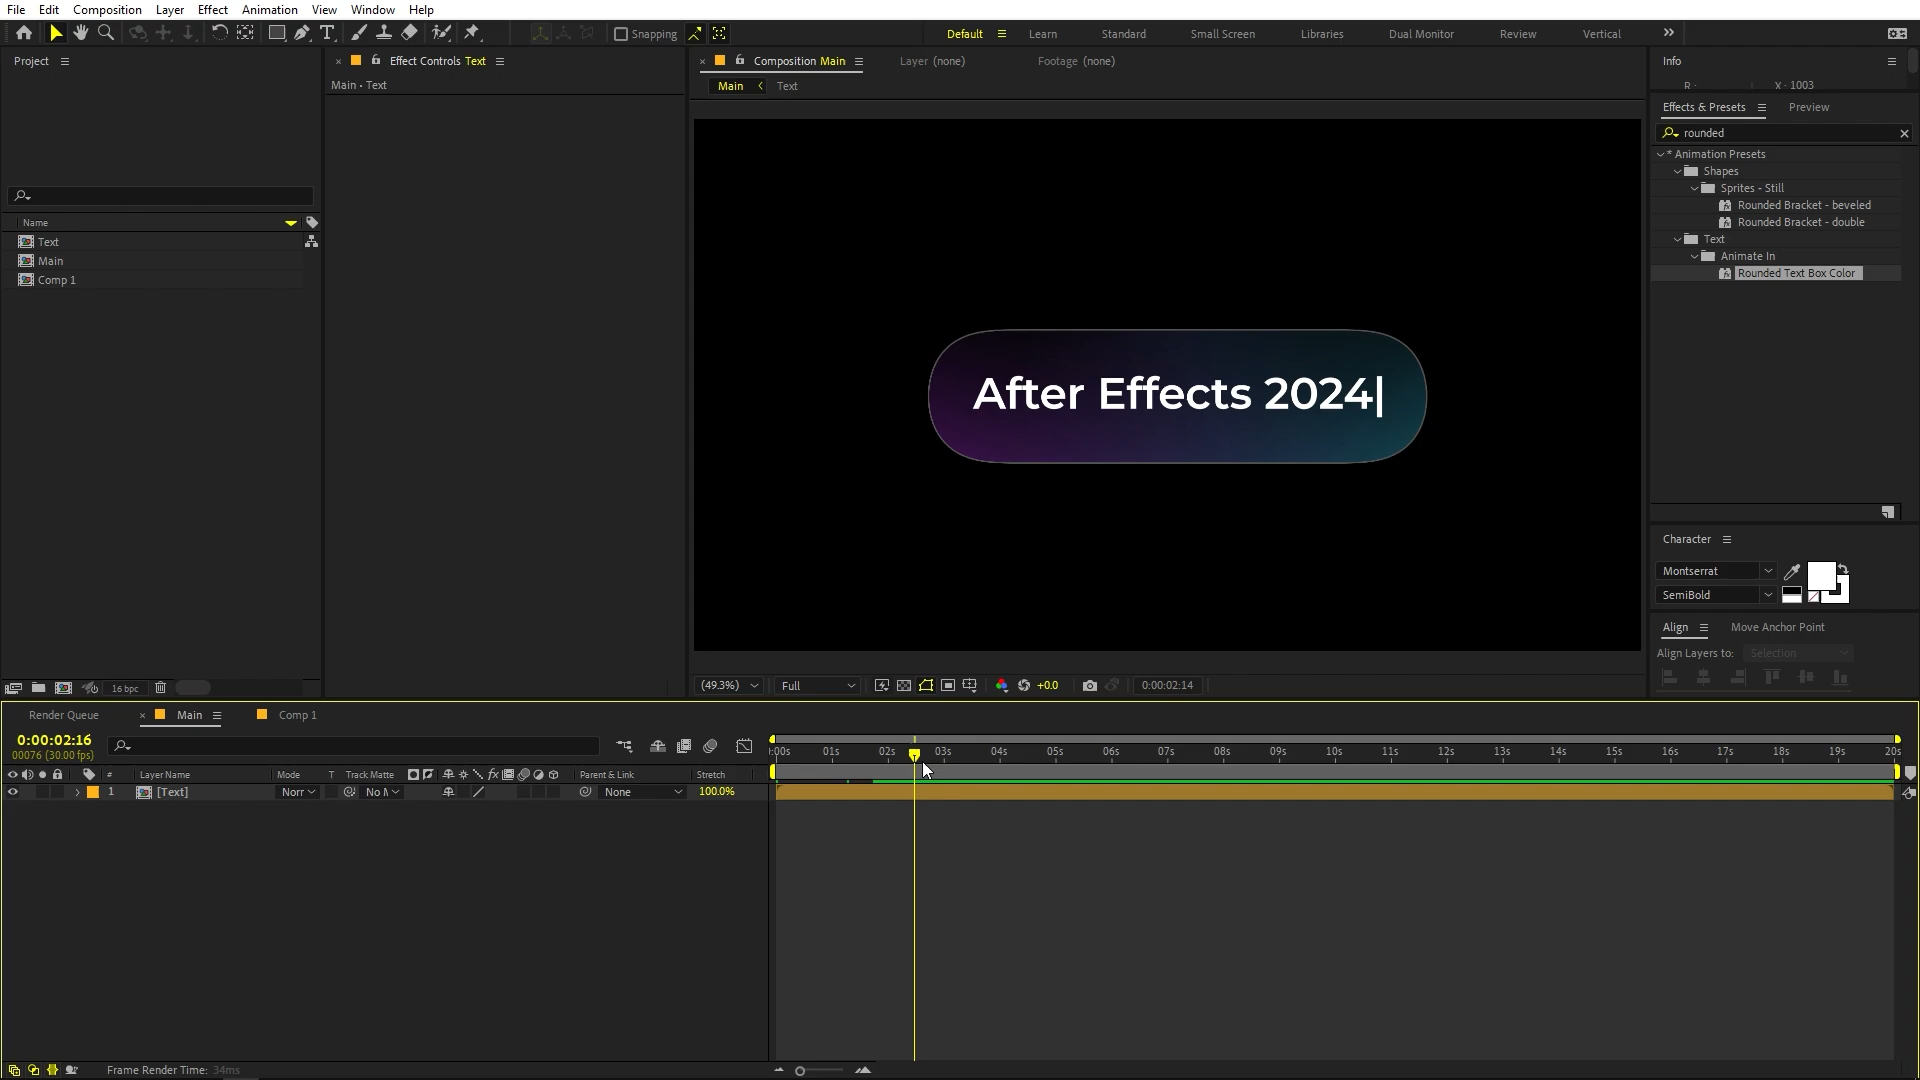 File Edit Composition Layer Effect Animation View Window Help
Snapping
Default Learn Standard Small Screen Libraries Dual Monitor Review Vertical
Project
Effect Controls Text
Main • Text
Composition Main
Layer (none)
Footage (none)
Main Text
Info
R : X : 1003
Effects & Presets Preview
rounded
* Animation Presets
Shapes
Sprites - Still
Rounded Bracket - beveled
Rounded Bracket - double
Text
Animate In
Rounded Text Box Color
Name
Text
Main
Comp 1
After Effects 2024|
Character
Montserrat
SemiBold
Align Move Anchor Point
Align Layers to: Selection
16 bpc
(49.3%) Full +0.0 0:00:02:14
Render Queue Main Comp 1
0:00:02:16
00076 (30.00 fps)
:00s 01s 02s 03s 04s 05s 06s 07s 08s 09s 10s 11s 12s 13s 14s 15s 16s 17s 18s 19s 20s
# Layer Name Mode T Track Matte Parent & Link Stretch
1 [Text] Norr No M None 100.0%
Frame Render Time: 34ms